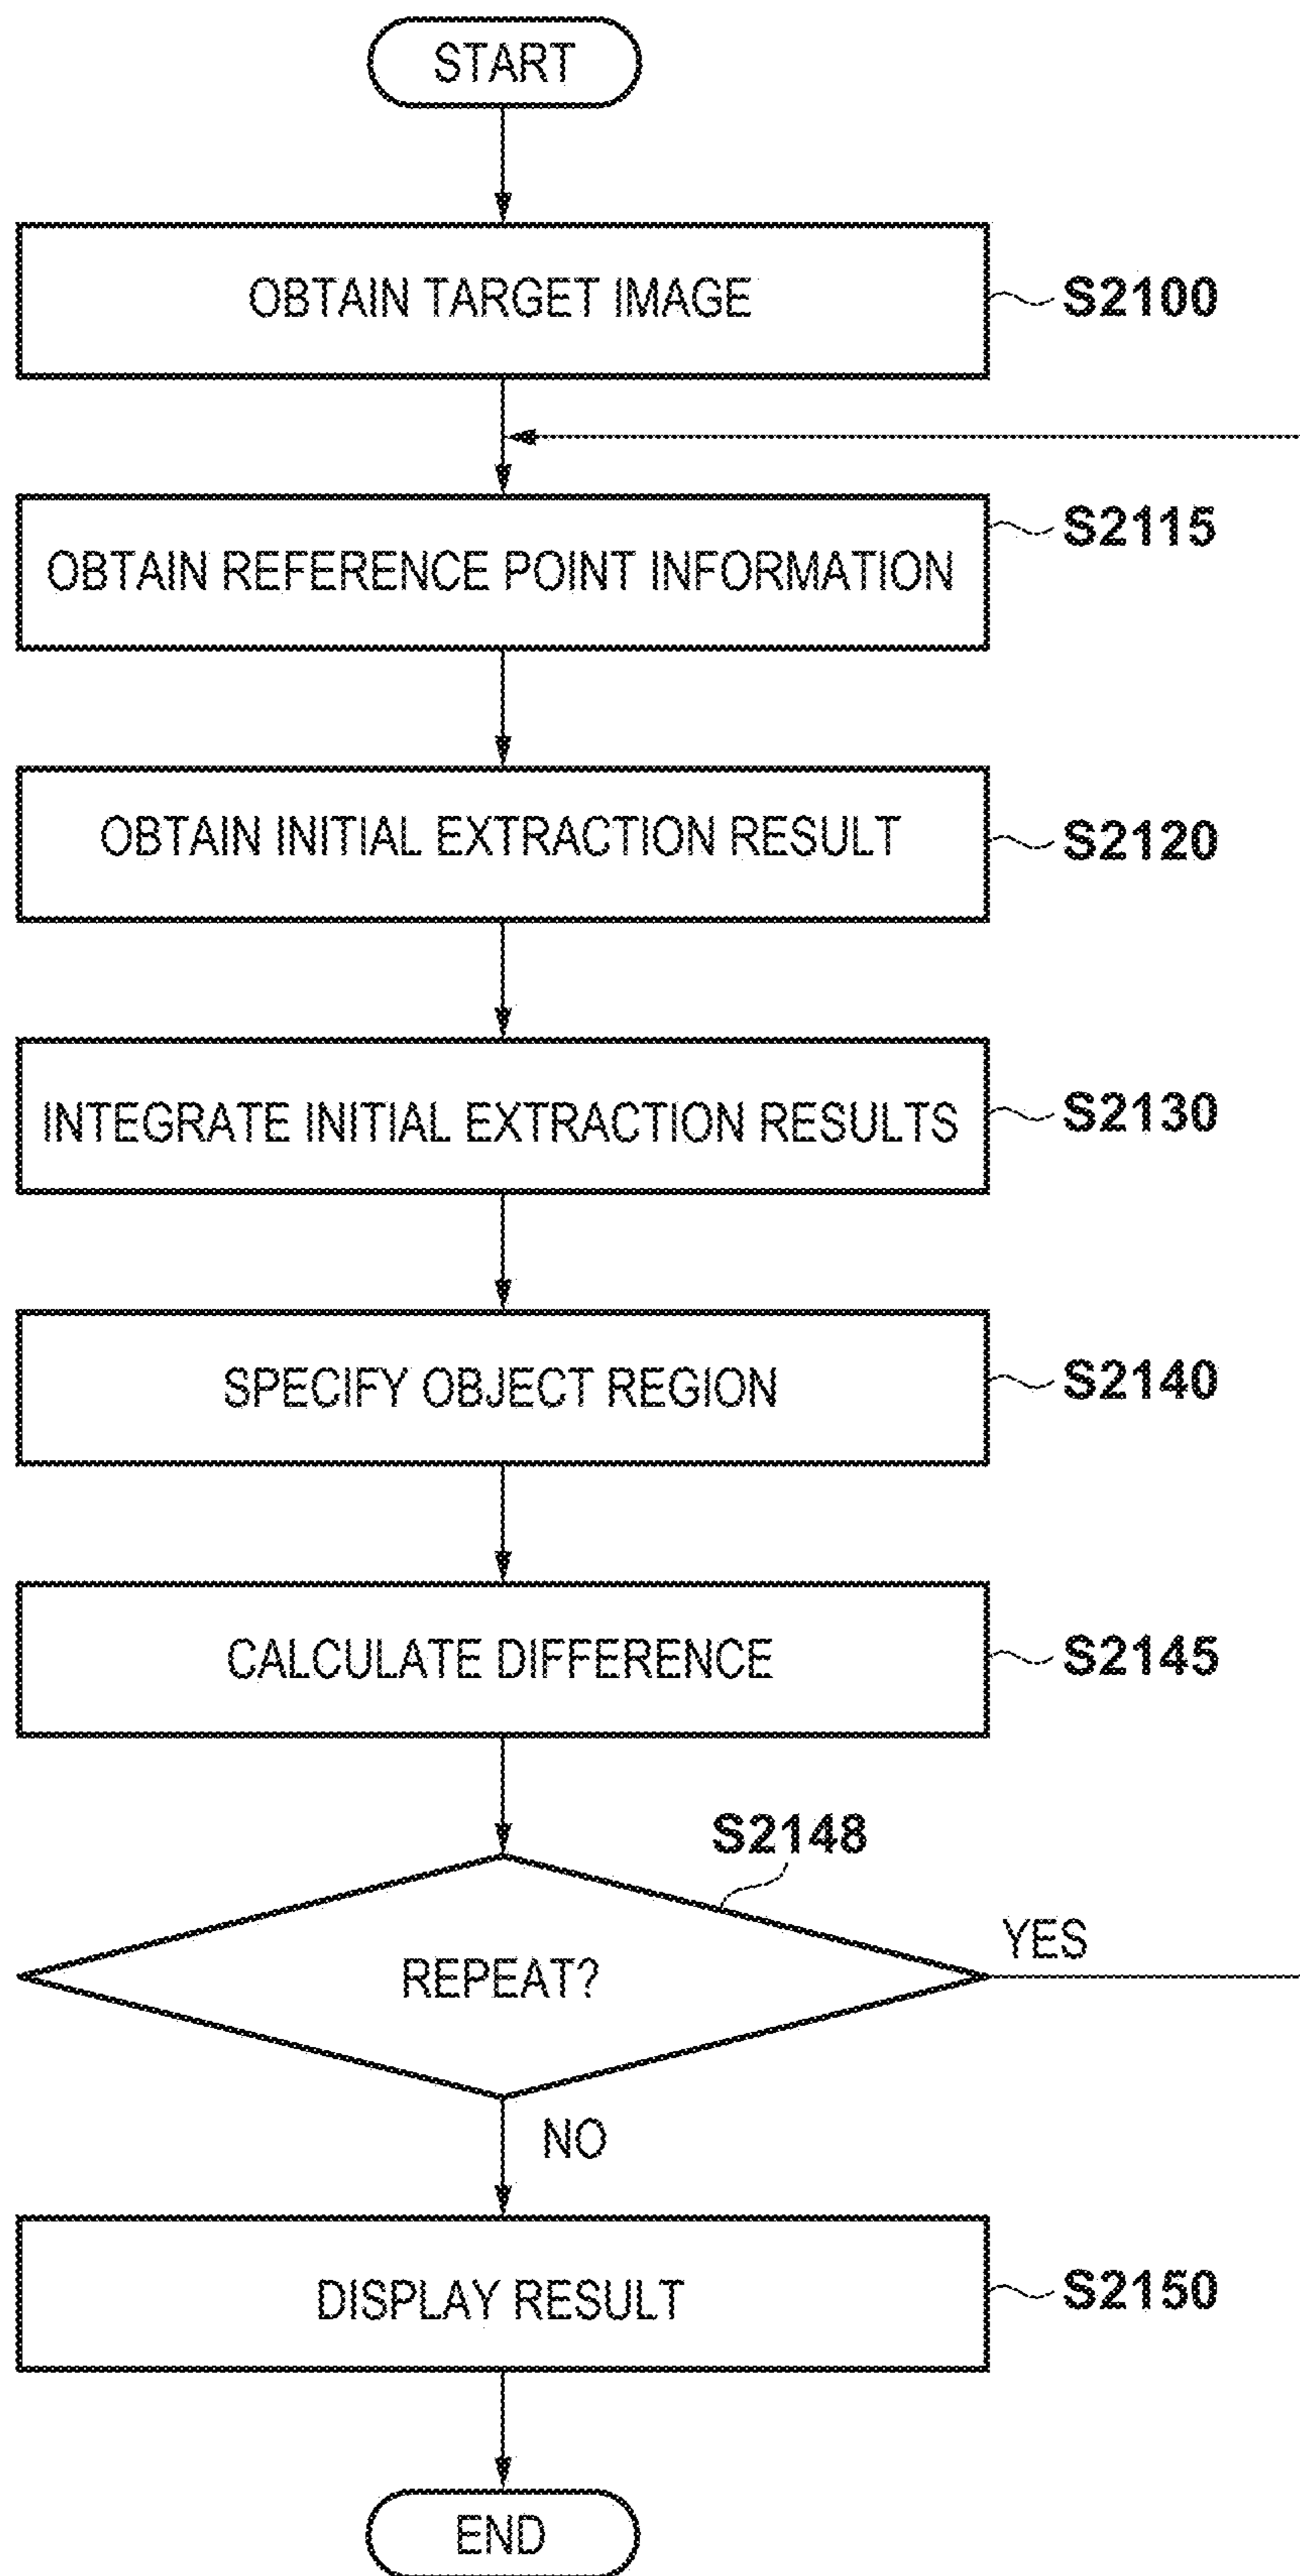 START
OBTAIN TARGET IMAGE
S2100
OBTAIN REFERENCE POINT INFORMATION
S2115
OBTAIN INITIAL EXTRACTION RESULT
S2120
INTEGRATE INITIAL EXTRACTION RESULTS
S2130
SPECIFY OBJECT REGION
S2140
CALCULATE DIFFERENCE
S2145
S2148
REPEAT?
YES
NO
DISPLAY RESULT
S2150
END